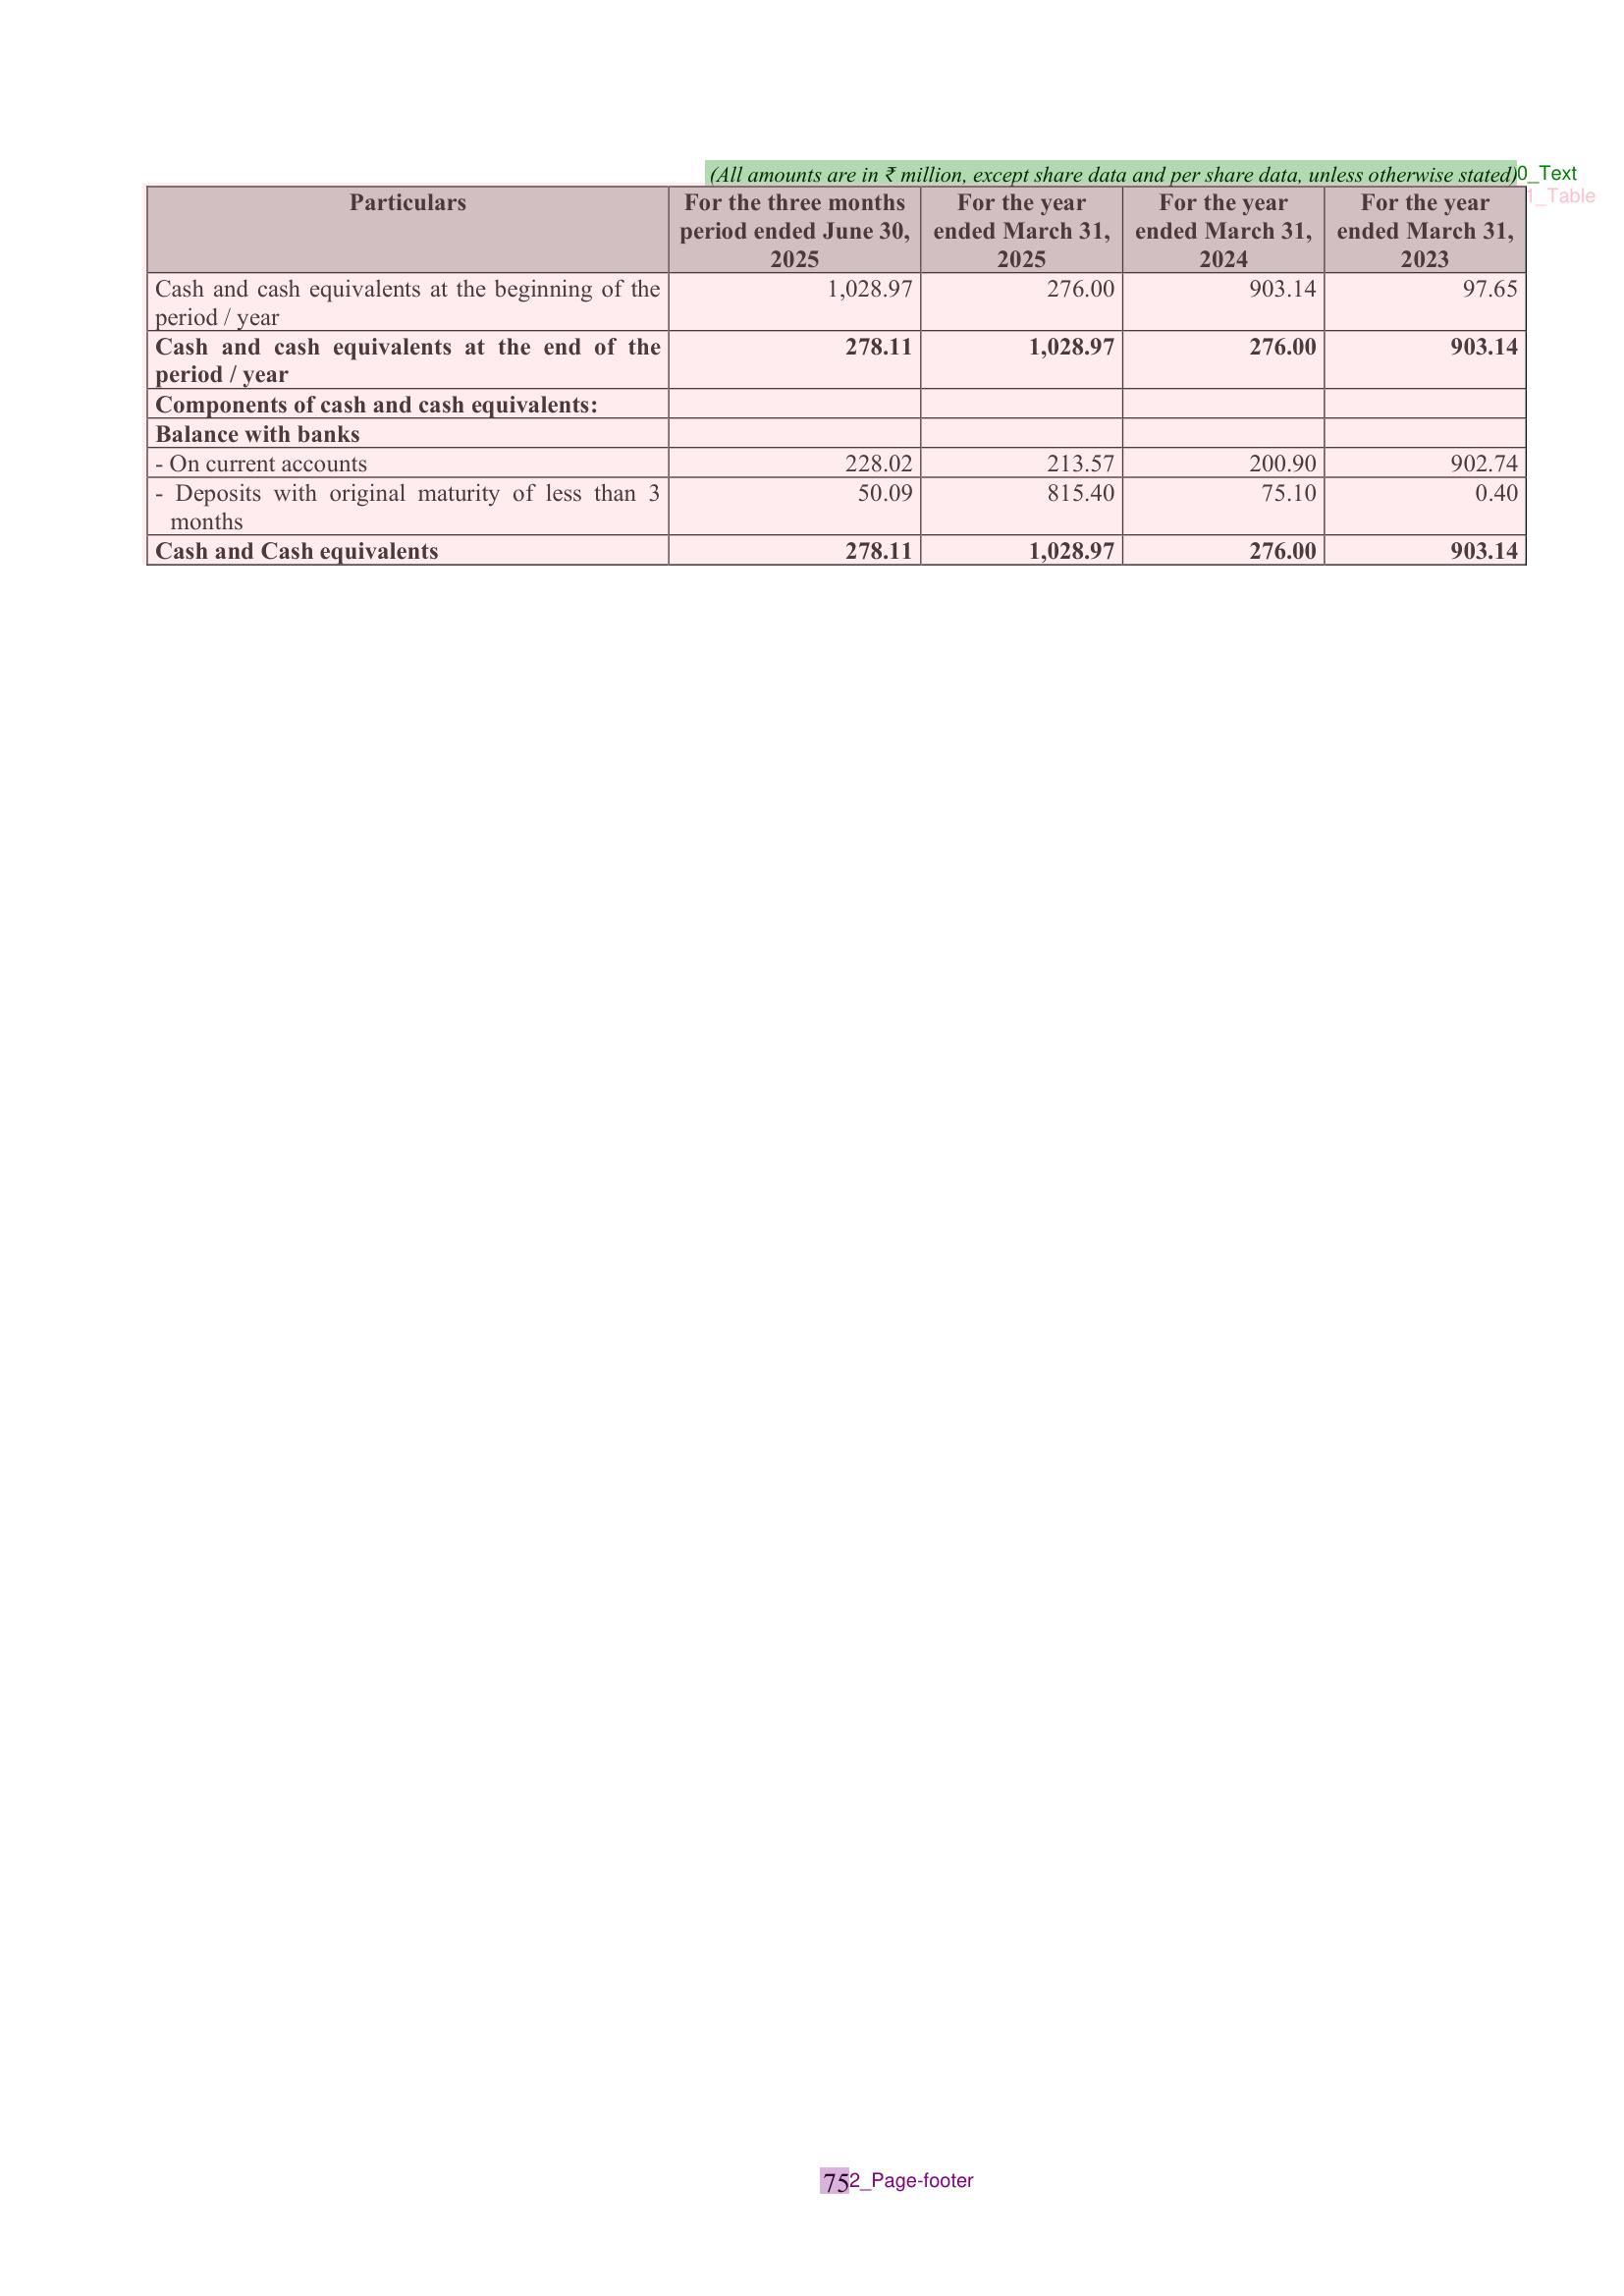 (All amounts are in ₹ million, except share data and per share data, unless otherwise stated) 0_Text
1_Table
Particulars
For the three months period ended June 30, 2025
For the year ended March 31, 2025
For the year ended March 31, 2024
For the year ended March 31, 2023
Cash and cash equivalents at the beginning of the period / year 1,028.97 276.00 903.14 97.65
Cash and cash equivalents at the end of the period / year 278.11 1,028.97 276.00 903.14
Components of cash and cash equivalents:
Balance with banks
- On current accounts 228.02 213.57 200.90 902.74
- Deposits with original maturity of less than 3 months 50.09 815.40 75.10 0.40
Cash and Cash equivalents 278.11 1,028.97 276.00 903.14
75 2_Page-footer